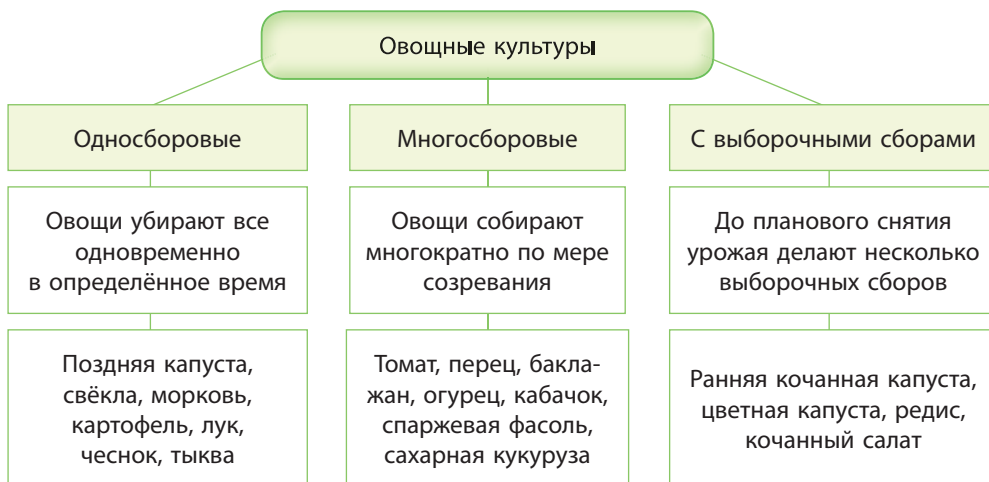 Овощные культуры
Односборовые
Многосборовые
С выборочными сборами
Овощи убирают все
одновременно
в определённое время
Овощи собирают
многократно по мере
созревания
До планового снятия
урожая делают несколько
выборочных сборов
Поздняя капуста,
свёкла, морковь,
картофель, лук,
чеснок, тыква
Томат, перец, бакла-
жан, огурец, кабачок,
спаржевая фасоль,
сахарная кукуруза
Ранняя кочанная капуста,
цветная капуста, редис,
кочанный салат